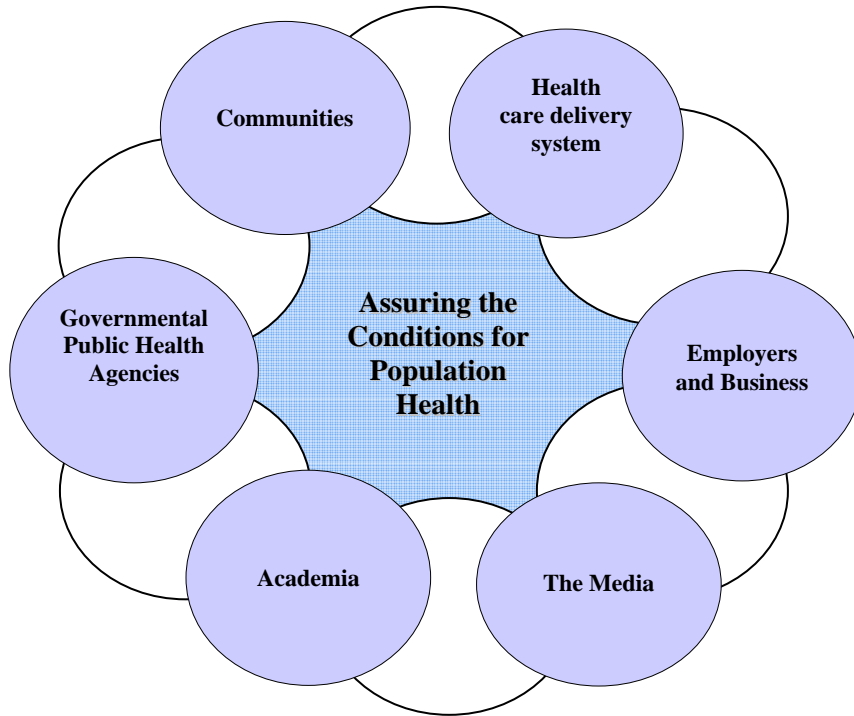 Communities
Health
care delivery
system
Governmental
Public Health
Agencies
Assuring the
Conditions for
Population
Health
Employers
and Business
Academia
The Media